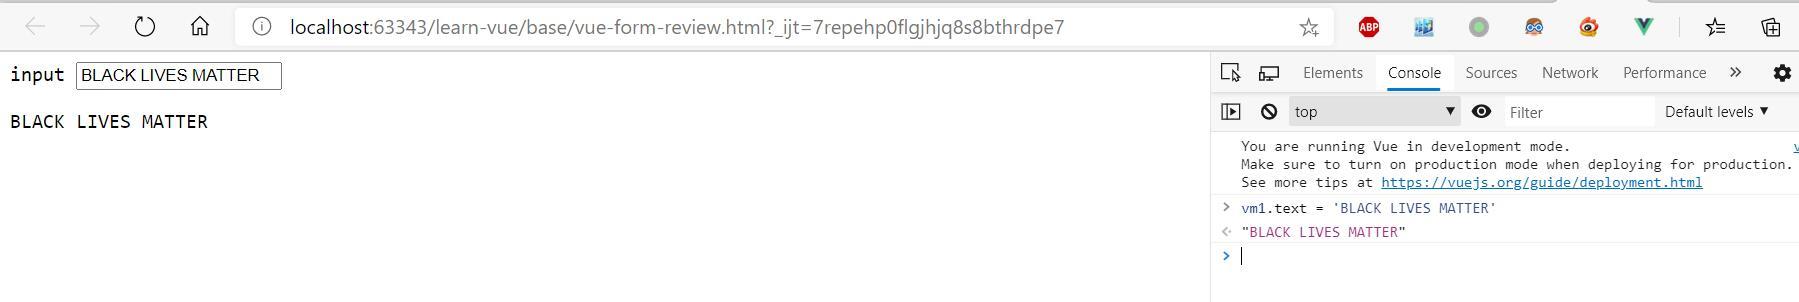 localhost:63343/learn-vue/base/vue-form-review.html?_ijt=7repehp0flgjhjq8s8bthrdpe7
ABP
input BLACK LIVES MATTER
BLACK LIVES MATTER
Elements Console Sources Network Performance »
top Filter Default levels ▼
You are running Vue in development mode.
Make sure to turn on production mode when deploying for production.
See more tips at https://vuejs.org/guide/deployment.html
> vm1.text = 'BLACK LIVES MATTER'
"BLACK LIVES MATTER"
>